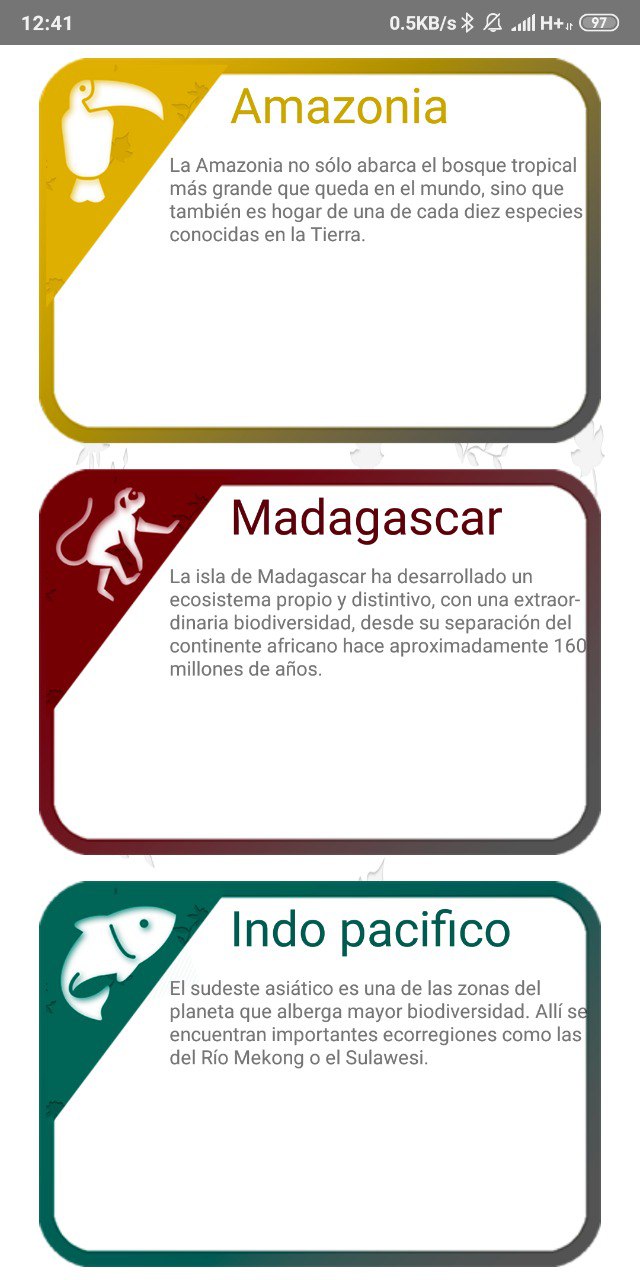 12:41
0.5KB/s H+ 97
Amazonia
La Amazonia no sólo abarca el bosque tropical
más grande que queda en el mundo, sino que
también es hogar de una de cada diez especies
conocidas en la Tierra.
Madagascar
La isla de Madagascar ha desarrollado un
ecosistema propio y distintivo, con una extraor-
dinaria biodiversidad, desde su separación del
continente africano hace aproximadamente 160
millones de años.
Indo pacifico
El sudeste asiático es una de las zonas del
planeta que alberga mayor biodiversidad. Allí se
encuentran importantes ecorregiones como las
del Río Mekong o el Sulawesi.